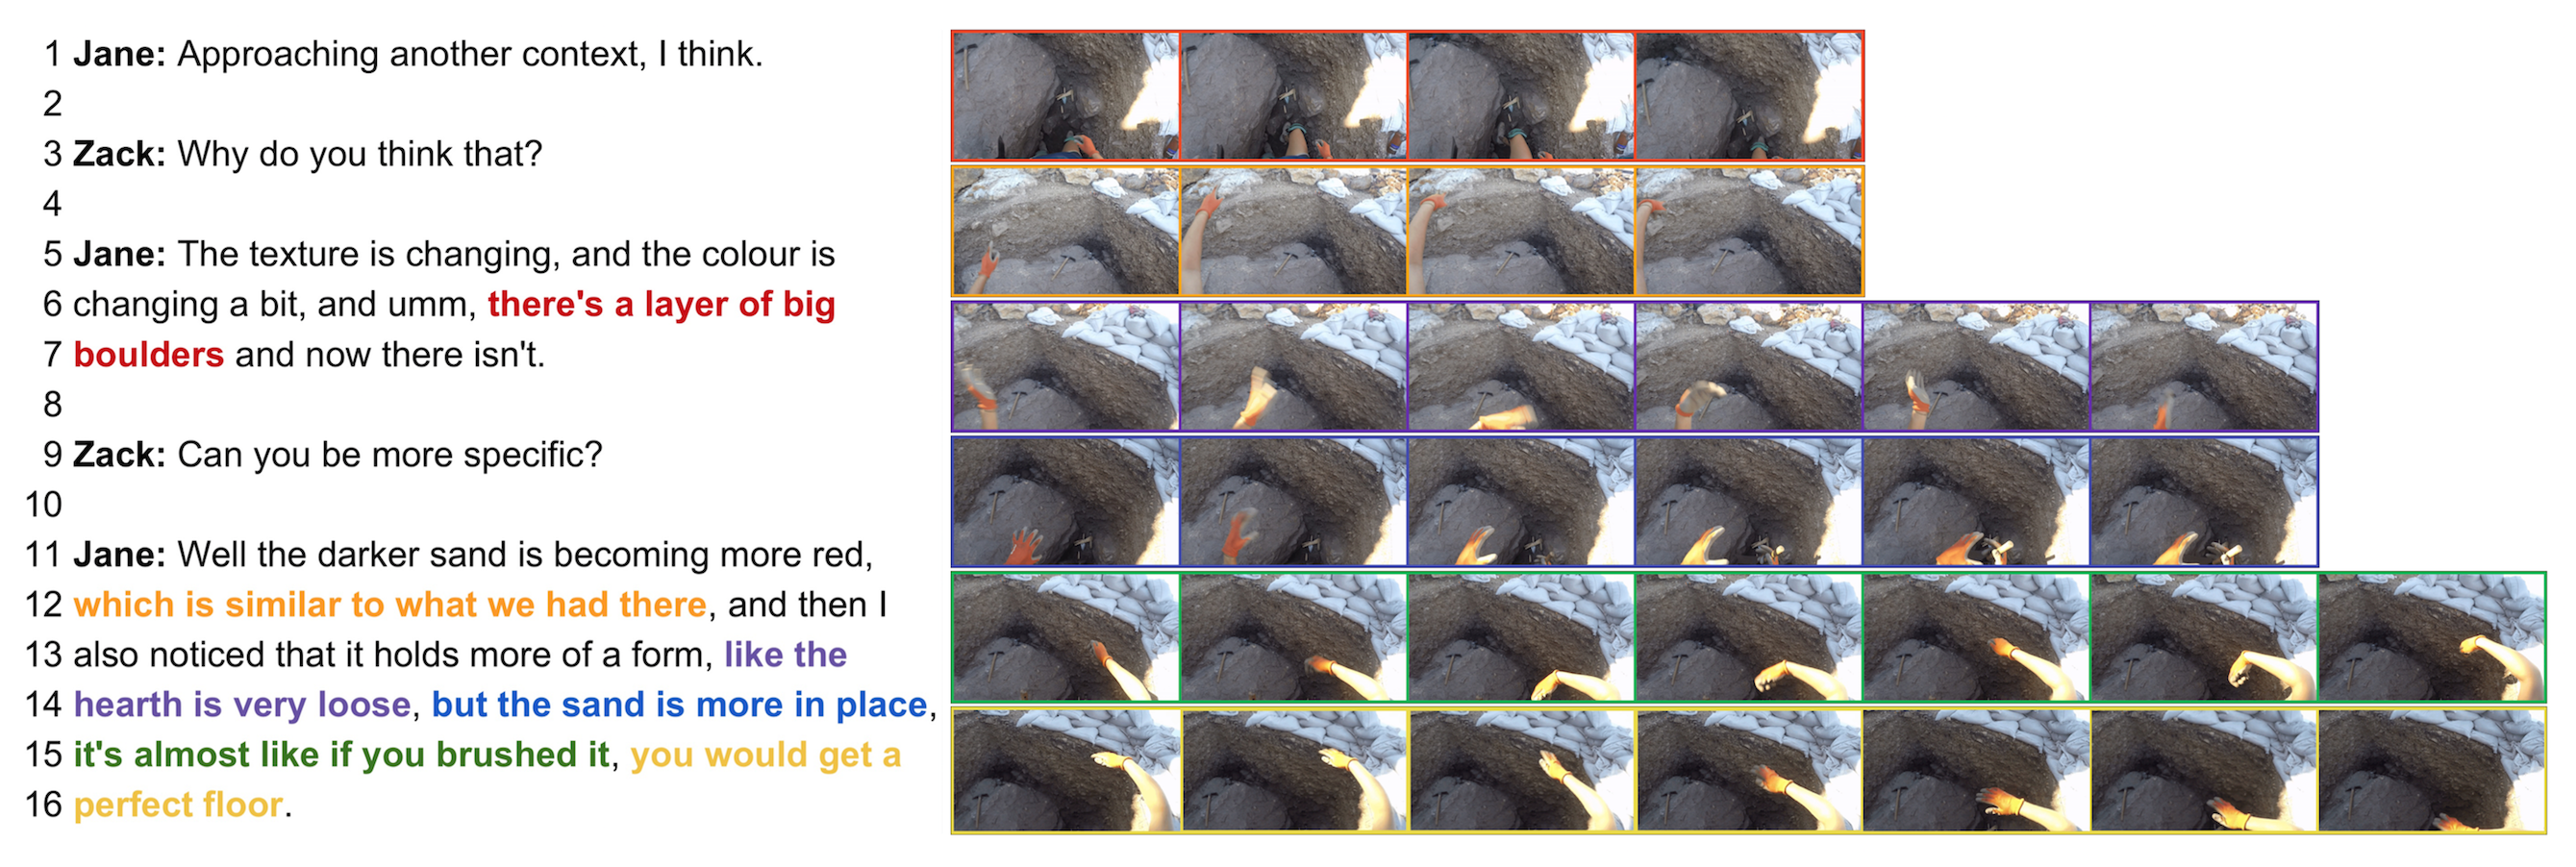 1 Jane: Approaching another context, I think.
2
3 Zack: Why do you think that?
4
5 Jane: The texture is changing, and the colour is
6 changing a bit, and umm, there's a layer of big
7 boulders and now there isn't.
8
9 Zack: Can you be more specific?
10
11 Jane: Well the darker sand is becoming more red,
12 which is similar to what we had there, and then I
13 also noticed that it holds more of a form, like the
14 hearth is very loose, but the sand is more in place,
15 it's almost like if you brushed it, you would get a
16 perfect floor.